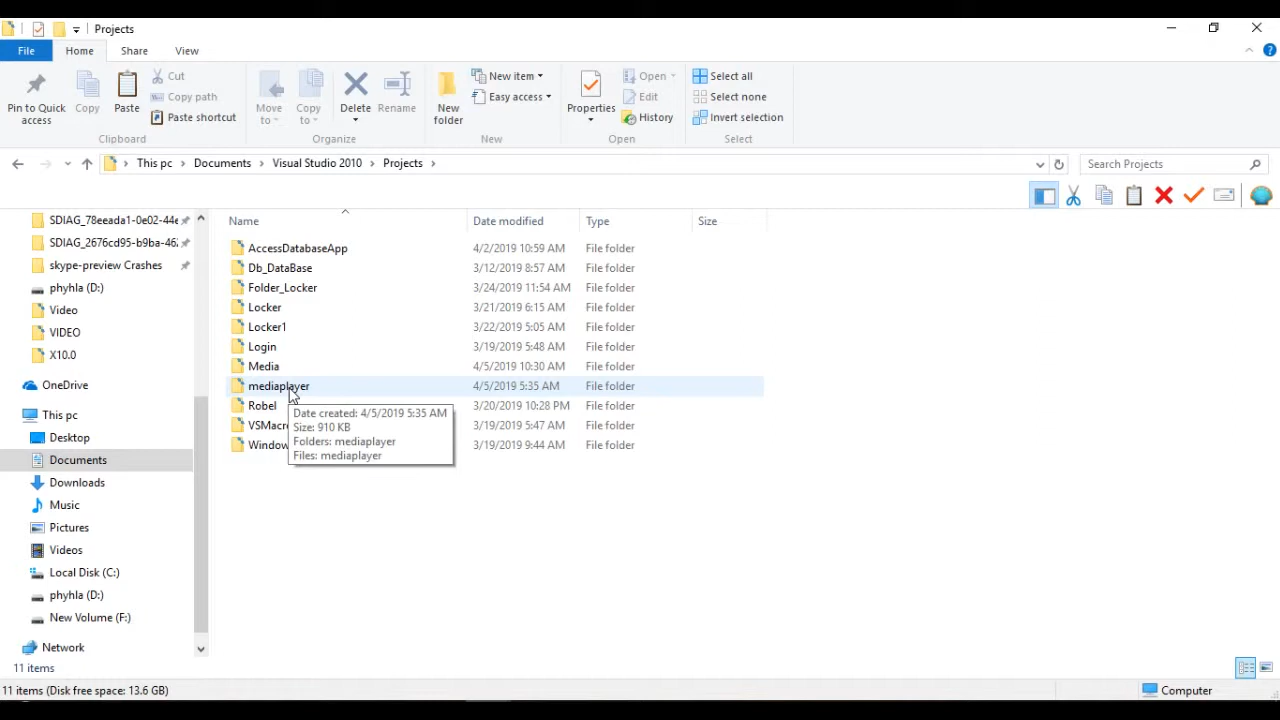 Projects
File Home Share View
Pin to Quick access
Copy
Paste
Cut
Copy path
Paste shortcut
Clipboard
Move to
Copy to
Delete
Rename
Organize
New folder
New item
Easy access
New
Properties
Open
Edit
History
Open
Select all
Select none
Invert selection
Select
This pc Documents Visual Studio 2010 Projects
Search Projects
SDIAG_78eeada1-0e02-44e
SDIAG_2676cd95-b9ba-462
skype-preview Crashes
phyhla (D:)
Video
VIDEO
X10.0
OneDrive
This pc
Desktop
Documents
Downloads
Music
Pictures
Videos
Local Disk (C:)
phyhla (D:)
New Volume (F:)
Network
Name Date modified Type Size
AccessDatabaseApp 4/2/2019 10:59 AM File folder
Db_DataBase 3/12/2019 8:57 AM File folder
Folder_Locker 3/24/2019 11:54 AM File folder
Locker 3/21/2019 6:15 AM File folder
Locker1 3/22/2019 5:05 AM File folder
Login 3/19/2019 5:48 AM File folder
Media 4/5/2019 10:30 AM File folder
mediaplayer 4/5/2019 5:35 AM File folder
Robel 3/20/2019 10:28 PM File folder
VSMacr 3/19/2019 5:47 AM File folder
Window 3/19/2019 9:44 AM File folder
Date created: 4/5/2019 5:35 AM
Size: 910 KB
Folders: mediaplayer
Files: mediaplayer
11 items
11 items (Disk free space: 13.6 GB)
Computer